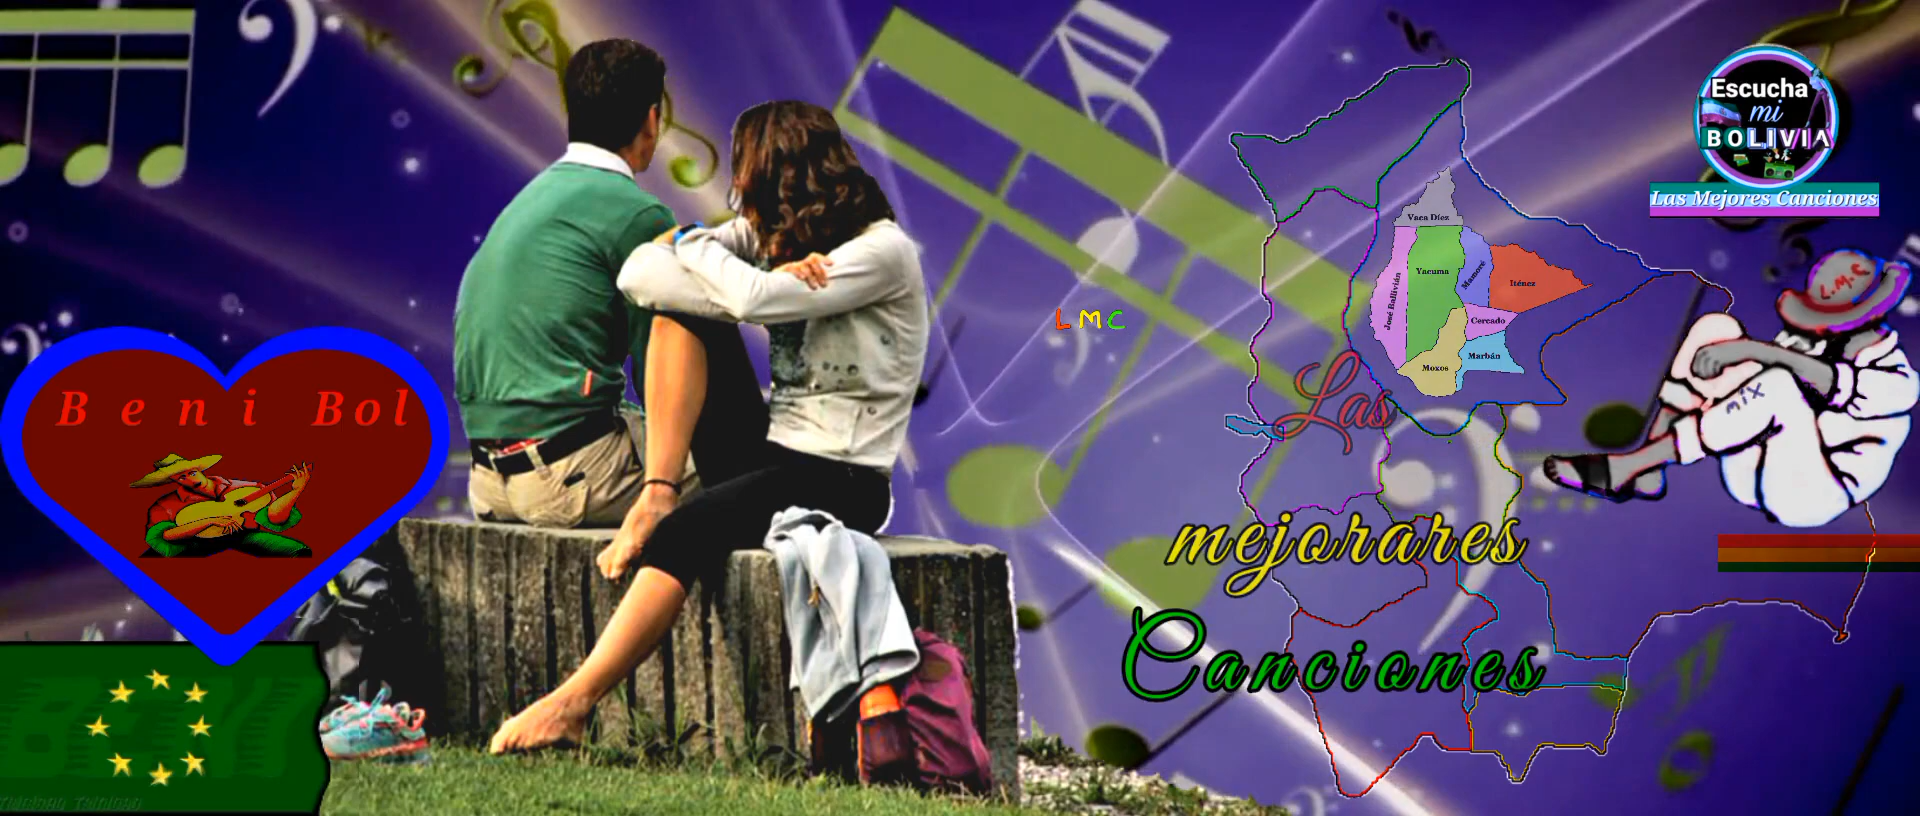 Escucha
mi
BOLIVIA
Las Mejores Canciones
Vaca Díez
Yacuma
Mamoré
Iténez
José Ballivián
Cercado
Marbán
Moxos
L.M.C
LMC
Las
mix
Beni Bol
mejorares
Canciones
BENI